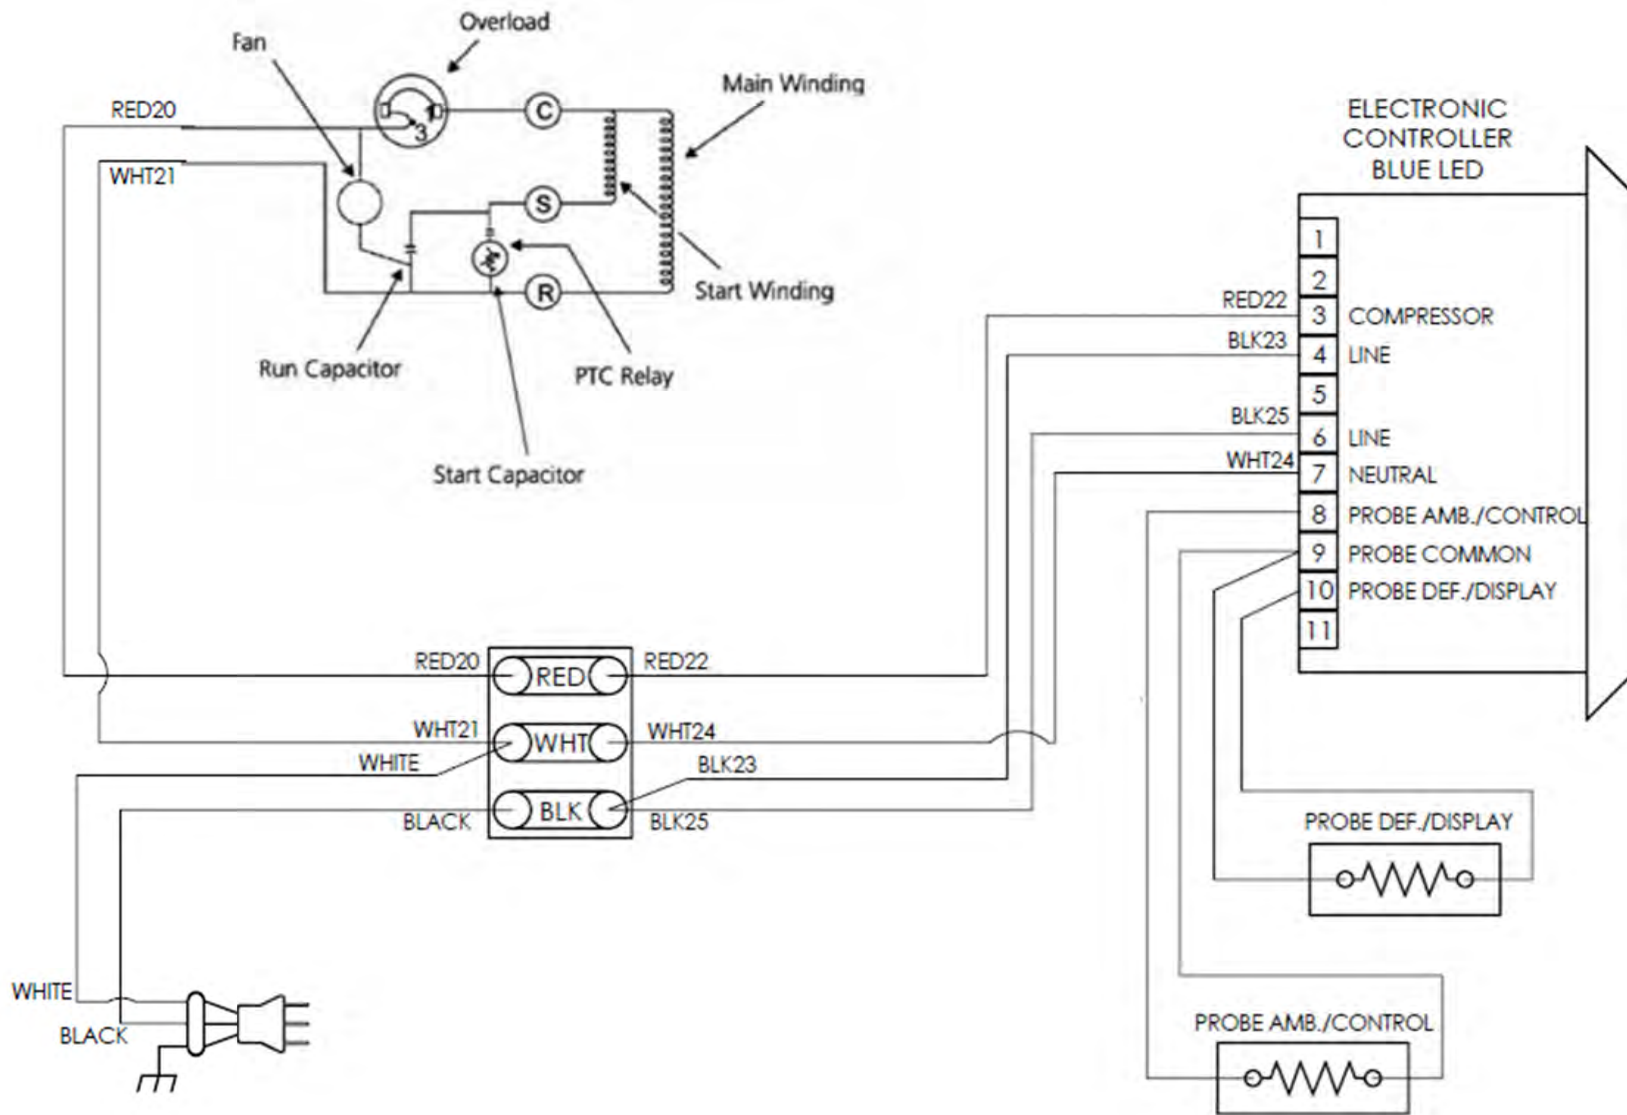 Overload
Fan
Main Winding
RED20
C
3
1
WHT21
S
Start Winding
R
Run Capacitor
PTC Relay
Start Capacitor
ELECTRONIC
CONTROLLER
BLUE LED
1
2
RED22
3 COMPRESSOR
BLK23
4 LINE
5
BLK25
6 LINE
WHT24
7 NEUTRAL
8 PROBE AMB./CONTROL
9 PROBE COMMON
10 PROBE DEF./DISPLAY
11
RED20 RED RED22
WHT21 WHT WHT24
WHITE
BLK23
BLACK BLK BLK25
PROBE DEF./DISPLAY
WHITE
BLACK
PROBE AMB./CONTROL